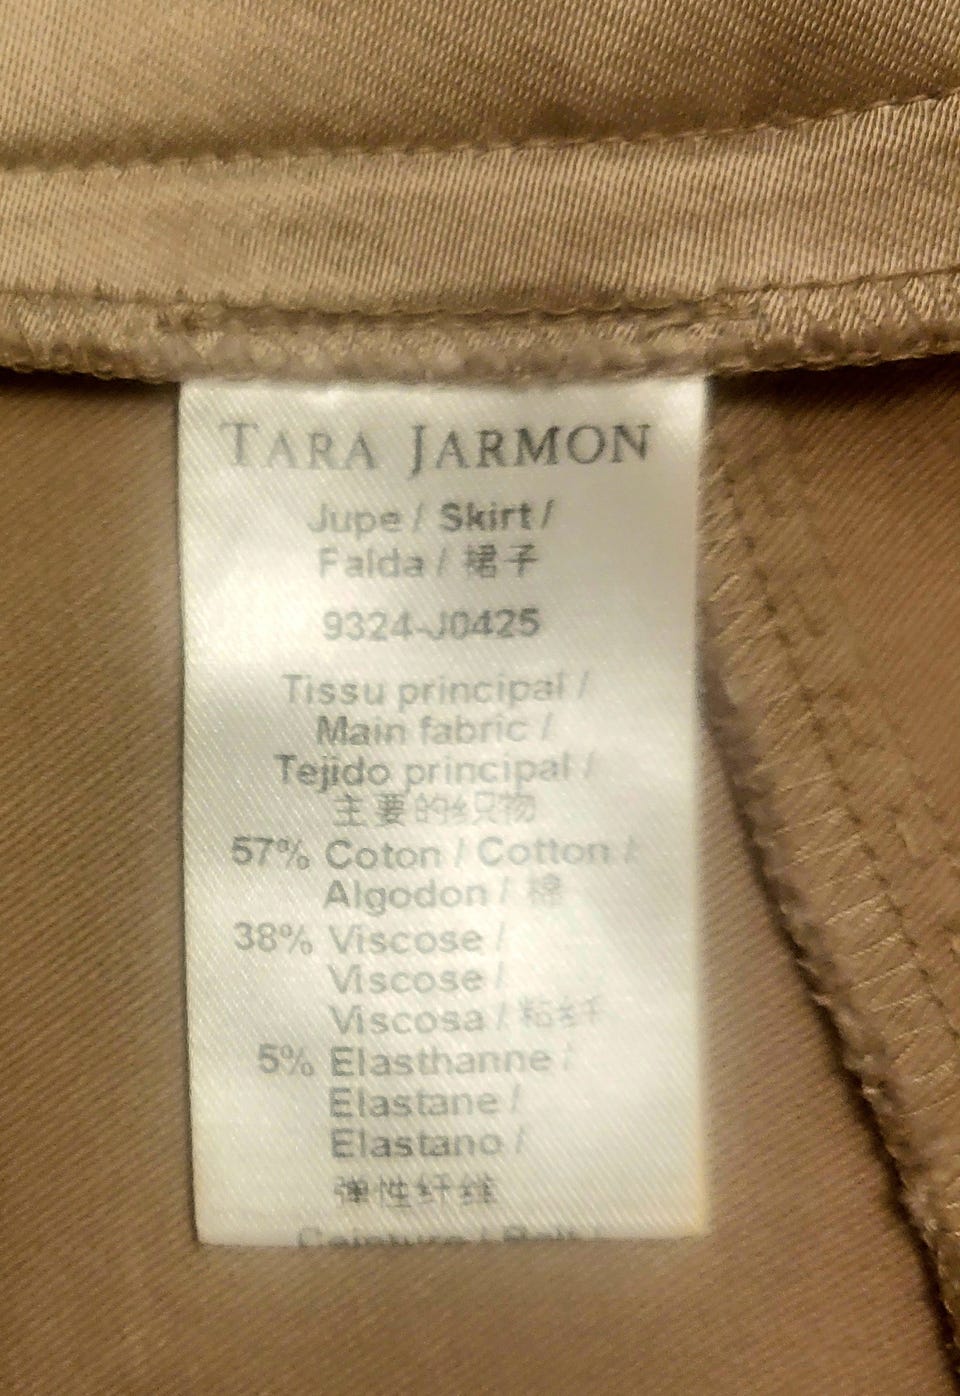 TARA JARMON
Jupe / Skirt /
Falda / 裙子
9324-J0425
Tissu principal /
Main fabric /
Tejido principal /
主要的织物
57% Coton / Cotton /
Algodon / 棉
38% Viscose /
Viscose /
Viscosa / 粘纤
5% Elasthanne /
Elastane /
Elastano /
弹性纤维
Ceinture / Belt /